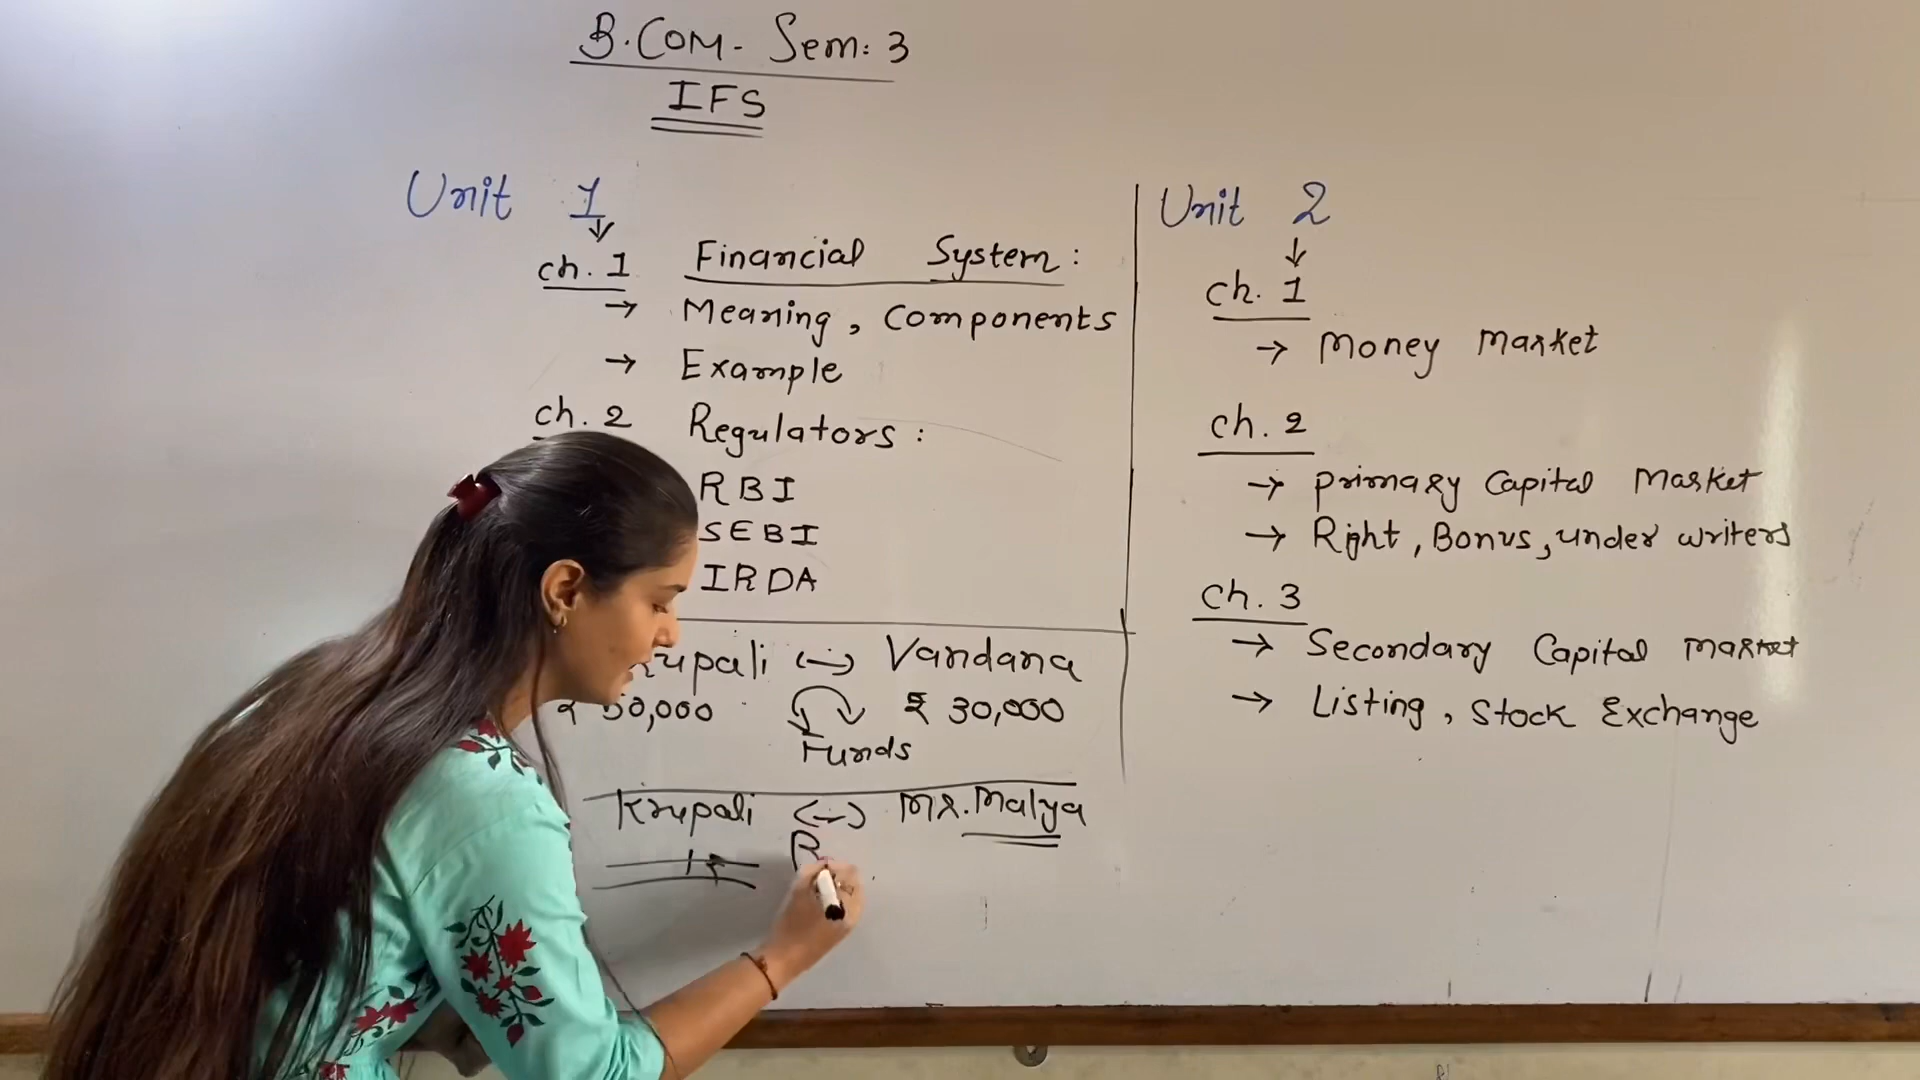 B.COM- Sem: 3
IFS
Unit 1
ch. 1 Financial System:
→ Meaning, Components
→ Example
ch. 2 Regulators:
RBI
SEBI
IRDA
rupali ↔ Vandana
₹ 50,000 ₹ 30,000
Funds
Krupali ↔ Mr. Malya
Unit 2
ch. 1
→ Money Market
ch. 2
→ Primary Capital Market
→ Right, Bonus, under writers
ch. 3
→ Secondary Capital Market
→ Listing, Stock Exchange